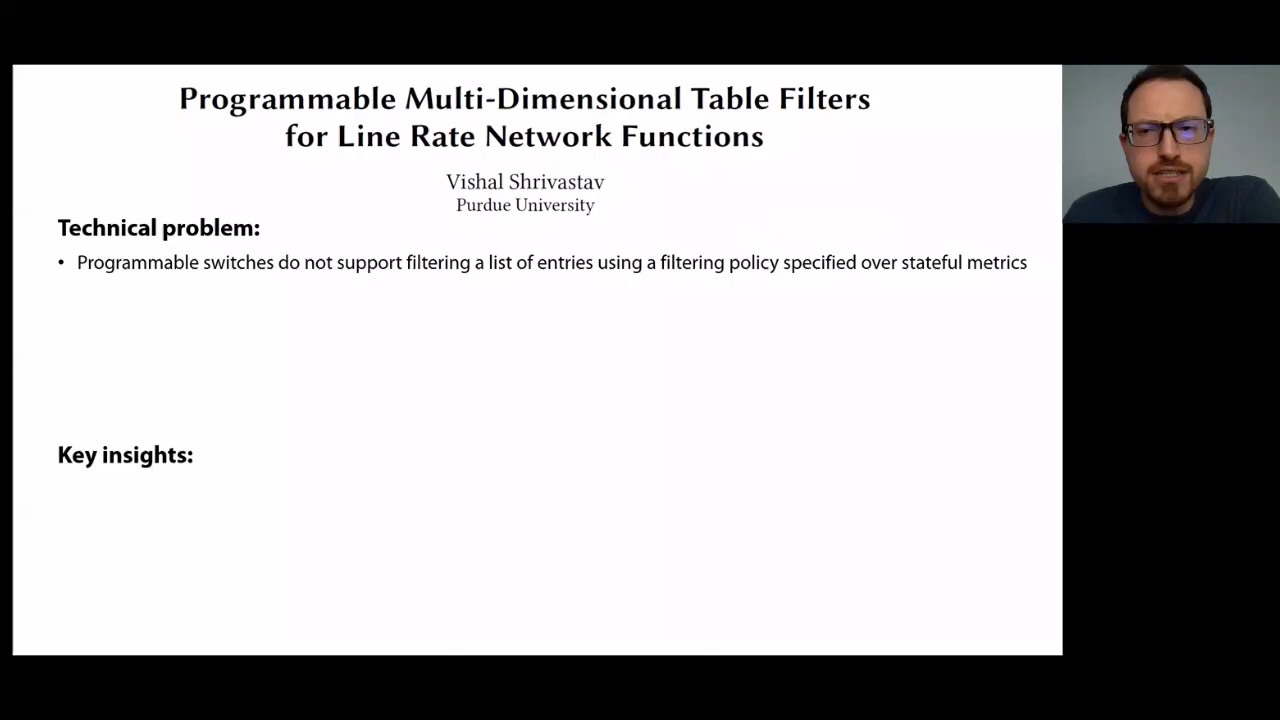 Programmable Multi-Dimensional Table Filters
for Line Rate Network Functions
Vishal Shrivastav
Purdue University
Technical problem:
• Programmable switches do not support filtering a list of entries using a filtering policy specified over stateful metrics
Key insights: